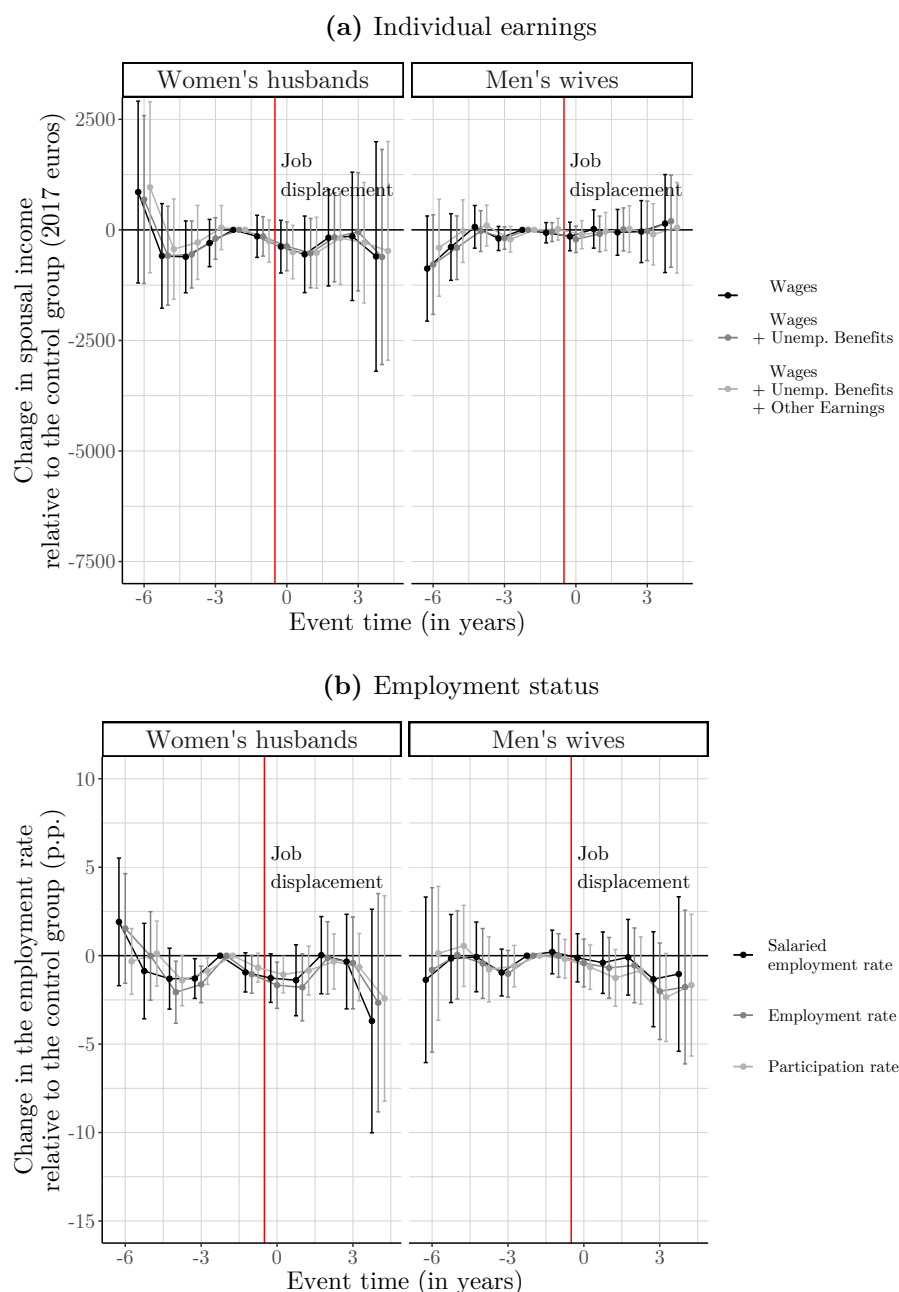 (a) Individual earnings
Women's husbands
Men's wives
Change in spousal income
relative to the control group (2017 euros)
2500
0
-2500
-5000
-7500
Job
displacement
Job
displacement
-6
-3
0
3
-6
-3
0
3
Event time (in years)
Wages
Wages
+ Unemp. Benefits
Wages
+ Unemp. Benefits
+ Other Earnings
(b) Employment status
Women's husbands
Men's wives
Change in the employment rate
relative to the control group (p.p.)
10
5
0
-5
-10
-15
Job
displacement
Job
displacement
-6
-3
0
3
-6
-3
0
3
Event time (in years)
Salaried
employment rate
Employment rate
Participation rate